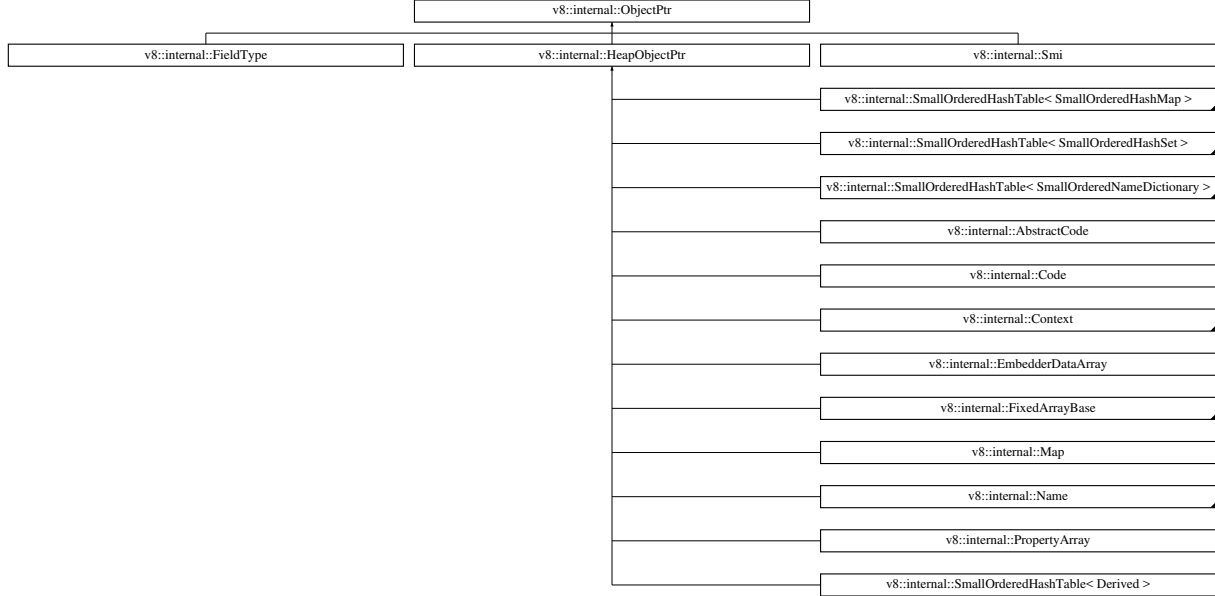 v8::internal::ObjectPtr
v8::internal::FieldType
v8::internal::HeapObjectPtr
v8::internal::Smi
v8::internal::SmallOrderedHashTable< SmallOrderedHashMap >
v8::internal::SmallOrderedHashTable< SmallOrderedHashSet >
v8::internal::SmallOrderedHashTable< SmallOrderedNameDictionary >
v8::internal::AbstractCode
v8::internal::Code
v8::internal::Context
v8::internal::EmbedderDataArray
v8::internal::FixedArrayBase
v8::internal::Map
v8::internal::Name
v8::internal::PropertyArray
v8::internal::SmallOrderedHashTable< Derived >